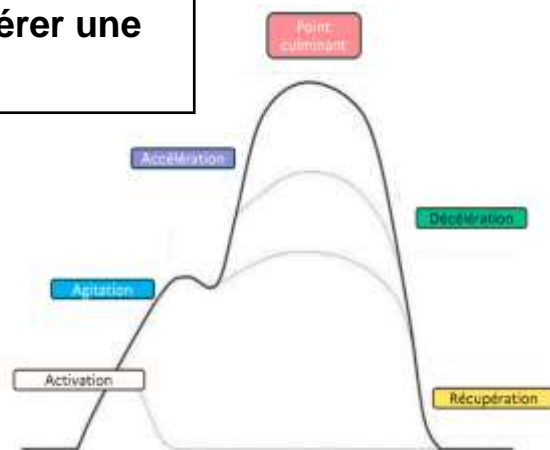 érer une
Point
culminant
Accélération
Décélération
Agitation
Activation
Récupération